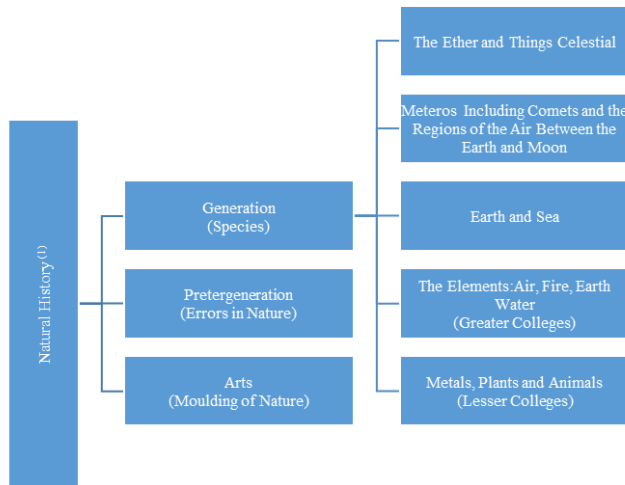 Natural History (1)
Generation
(Species)
Pretergeneration
(Errors in Nature)
Arts
(Moulding of Nature)
The Ether and Things Celestial
Meteros Including Comets and the
Regions of the Air Between the
Earth and Moon
Earth and Sea
The Elements:Air, Fire, Earth
Water
(Greater Colleges)
Metals, Plants and Animals
(Lesser Colleges)